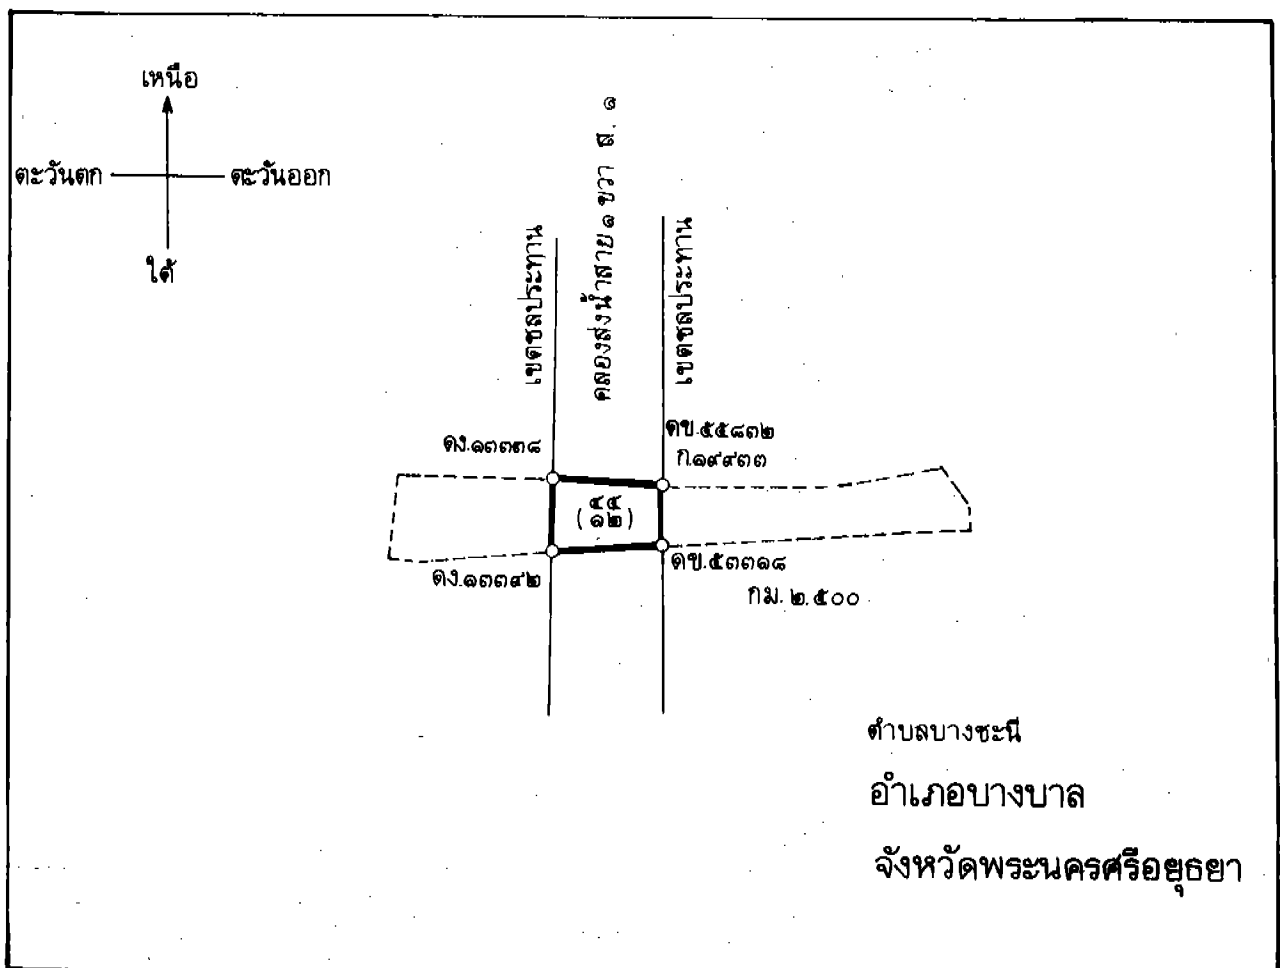 เหนือ
ตะวันตก
ตะวันออก
ใต้
เขตชลประทาน
คลองส่งน้ำสาย ๑ ขวา ส. ๑
เขตชลประทาน
ดง.๑๓๓๓๘
ดข.๕๕๘๓๒
ก.๑๙๙๓๓
๕๕
(๑๒)
ดง.๑๓๓๙๒
ดข.๕๓๓๑๘
กม. ๒.๕๐๐
ตำบลบางชะนี
อำเภอบางบาล
จังหวัดพระนครศรีอยุธยา